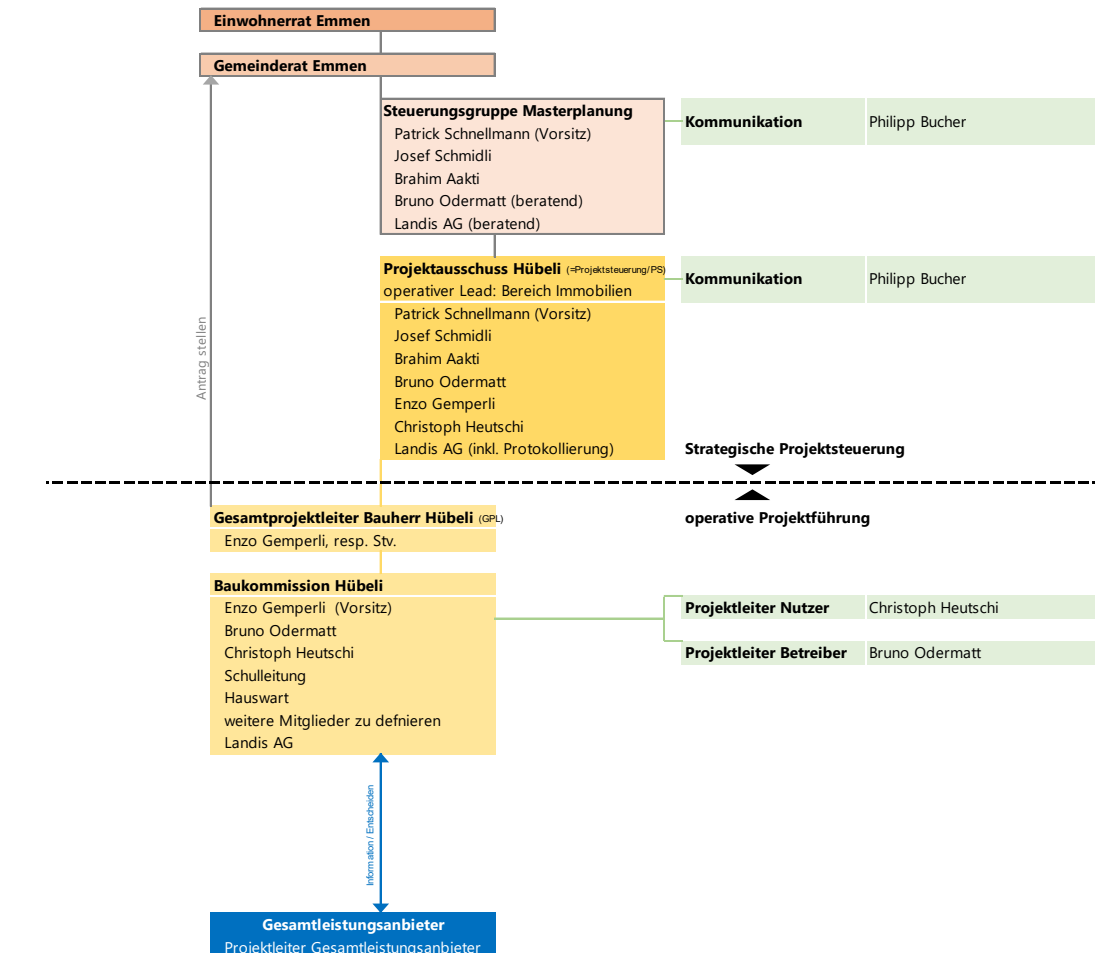 Einwohnerrat Emmen
Gemeinderat Emmen
Steuerungsgruppe Masterplanung
Patrick Schnellmann (Vorsitz)
Josef Schmidli
Brahim Aakti
Bruno Odermatt (beratend)
Landis AG (beratend)
Kommunikation Philipp Bucher
Projektausschuss Hübeli (=Projektsteuerung/PS)
operativer Lead: Bereich Immobilien
Patrick Schnellmann (Vorsitz)
Josef Schmidli
Brahim Aakti
Bruno Odermatt
Enzo Gemperli
Christoph Heutschi
Landis AG (inkl. Protokollierung)
Kommunikation Philipp Bucher
Antrag stellen
Strategische Projektsteuerung
operative Projektführung
Gesamtprojektleiter Bauherr Hübeli (GPL)
Enzo Gemperli, resp. Stv.
Baukommission Hübeli
Enzo Gemperli (Vorsitz)
Bruno Odermatt
Christoph Heutschi
Schulleitung
Hauswart
weitere Mitglieder zu defnieren
Landis AG
Projektleiter Nutzer Christoph Heutschi
Projektleiter Betreiber Bruno Odermatt
Information / Entscheiden
Gesamtleistungsanbieter
Projektleiter Gesamtleistungsanbieter